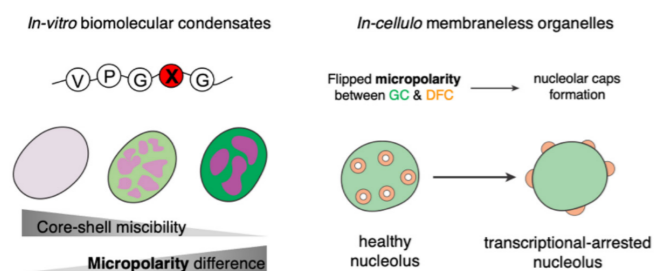 In-vitro biomolecular condensates
V P G X G
Core-shell miscibility
Micropolarity difference
In-cellulo membraneless organelles
Flipped micropolarity
between GC & DFC
nucleolar caps
formation
healthy
nucleolus
transcriptional-arrested
nucleolus